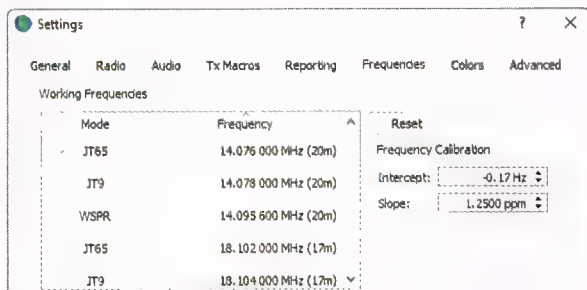 Settings ? ×
General Radio Audio Tx Macros Reporting Frequencies Colors Advanced
Working Frequencies
Mode Frequency
JT65 14.076 000 MHz (20m)
JT9 14.078 000 MHz (20m)
WSPR 14.095 600 MHz (20m)
JT65 18.102 000 MHz (17m)
JT9 18.104 000 MHz (17m)
Reset
Frequency Calibration
Intercept: -0.17 Hz
Slope: 1.2500 ppm